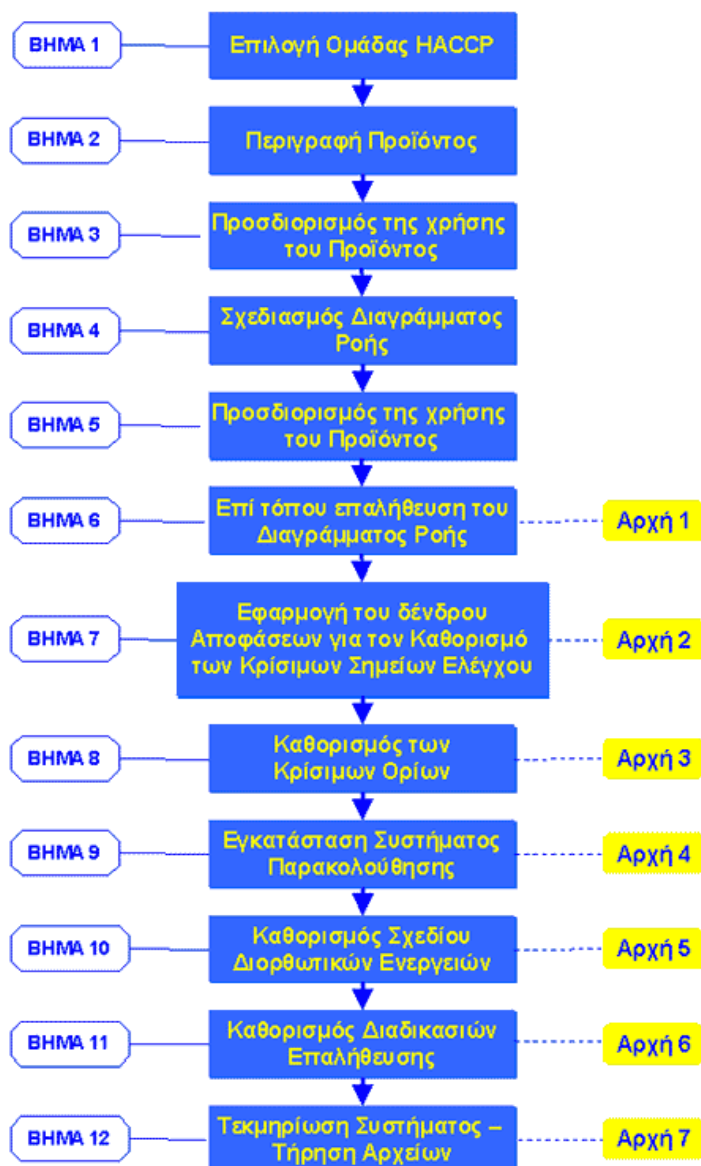 ΒΗΜΑ 1
Επιλογή Ομάδας HACCP
ΒΗΜΑ 2
Περιγραφή Προϊόντος
ΒΗΜΑ 3
Προσδιορισμός της χρήσης
του Προϊόντος
ΒΗΜΑ 4
Σχεδιασμός Διαγράμματος
Ροής
ΒΗΜΑ 5
Προσδιορισμός της χρήσης
του Προϊόντος
ΒΗΜΑ 6
Επί τόπου επαλήθευση του
Διαγράμματος Ροής
Αρχή 1
ΒΗΜΑ 7
Εφαρμογή του δένδρου
Αποφάσεων για τον Καθορισμό
των Κρίσιμων Σημείων Ελέγχου
Αρχή 2
ΒΗΜΑ 8
Καθορισμός των
Κρίσιμων Ορίων
Αρχή 3
ΒΗΜΑ 9
Εγκατάσταση Συστήματος
Παρακολούθησης
Αρχή 4
ΒΗΜΑ 10
Καθορισμός Σχεδίου
Διορθωτικών Ενεργειών
Αρχή 5
ΒΗΜΑ 11
Καθορισμός Διαδικασιών
Επαλήθευσης
Αρχή 6
ΒΗΜΑ 12
Τεκμηρίωση Συστήματος –
Τήρηση Αρχείων
Αρχή 7